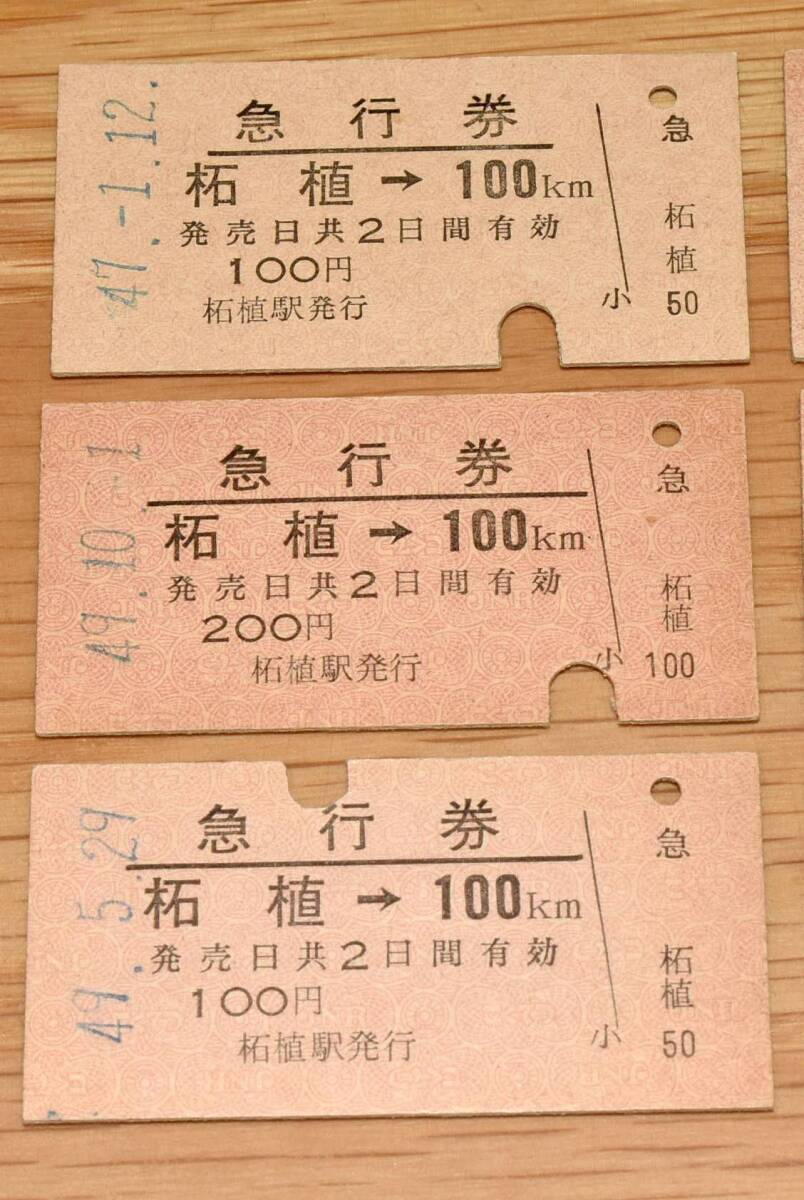 47.-1.12.
急行券
柘植→100km
発売日共2日間有効
100円
柘植駅発行
急
柘植
小 50
49.10.-1
急行券
柘植→100km
発売日共2日間有効
200円
柘植駅発行
急
柘植
小 100
49.5.29
急行券
柘植→100km
発売日共2日間有効
100円
柘植駅発行
急
柘植
小 50